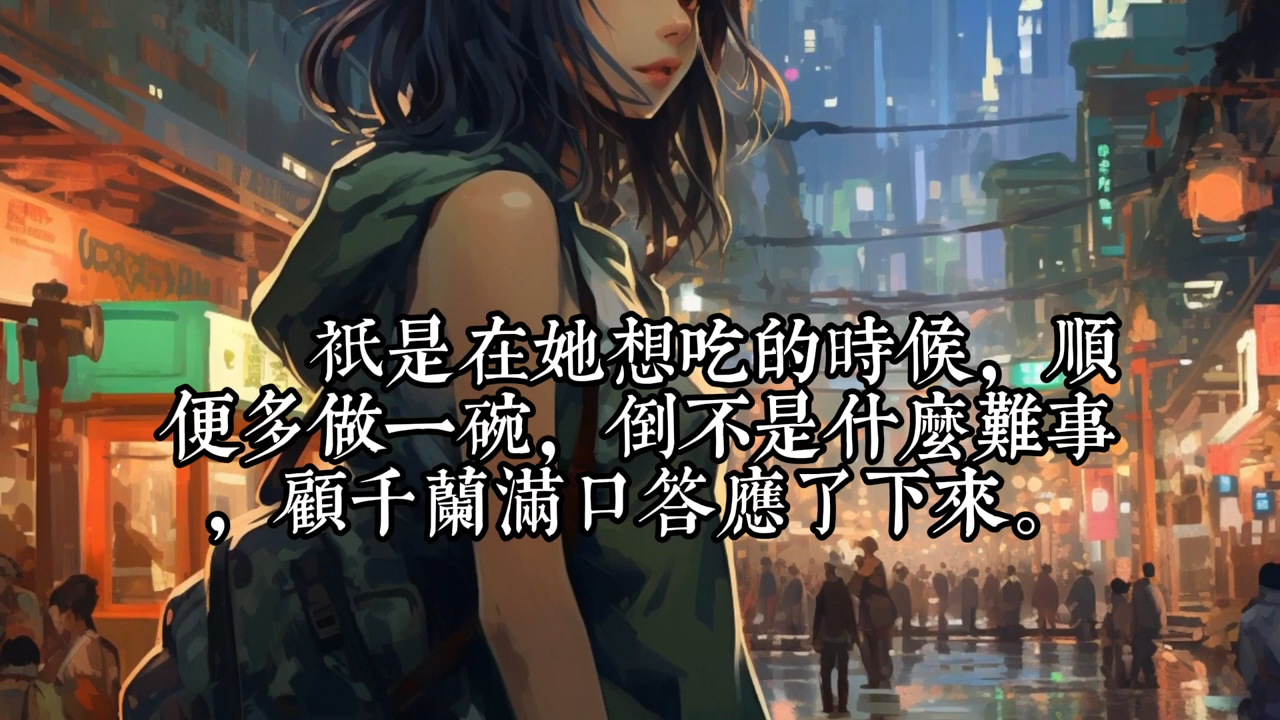 祇是在她想吃的時候，順
便多做一碗，倒不是什麼難事
，顧千蘭滿口答應了下來。